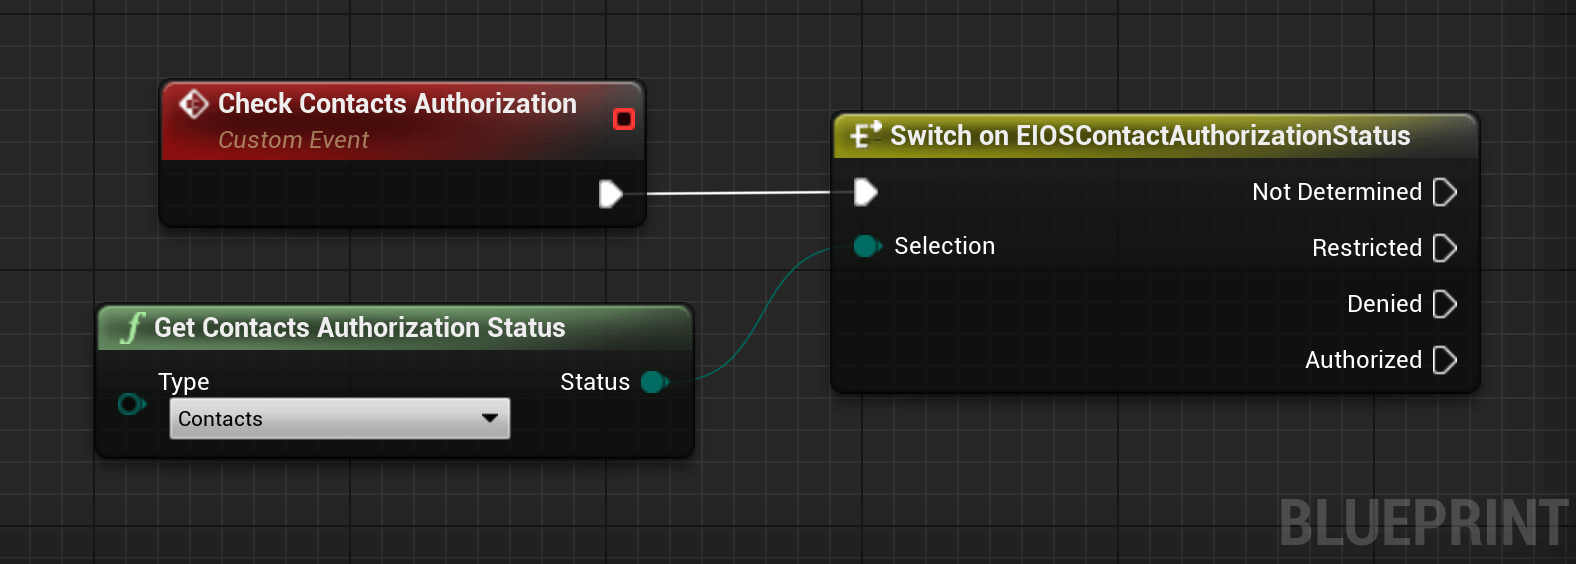 Check Contacts Authorization
Custom Event
Switch on EIOSContactAuthorizationStatus
Not Determined
Selection
Restricted
Denied
Authorized
Get Contacts Authorization Status
Type
Status
Contacts
BLUEPRINT